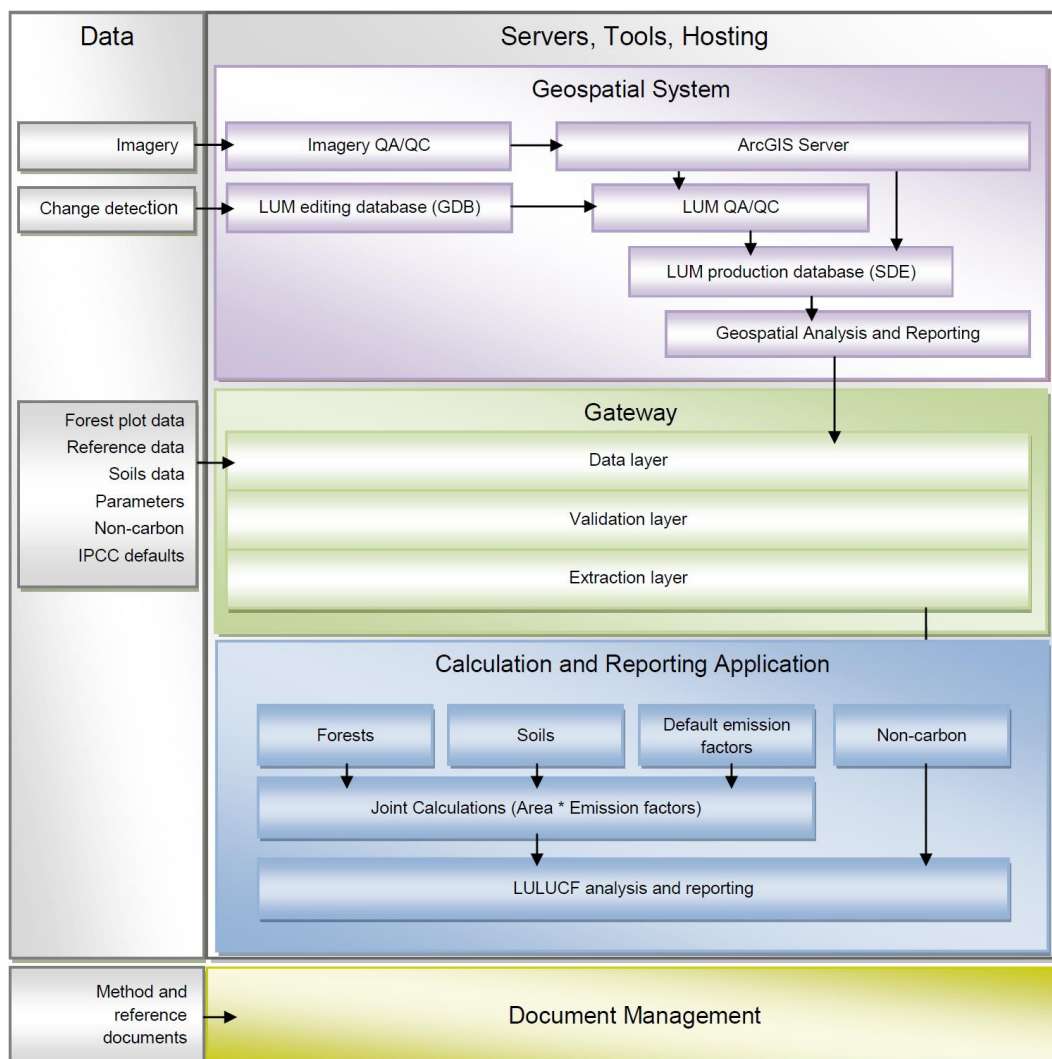 Data
Servers, Tools, Hosting
Geospatial System
Imagery
Imagery QA/QC
ArcGIS Server
Change detection
LUM editing database (GDB)
LUM QA/QC
LUM production database (SDE)
Geospatial Analysis and Reporting
Gateway
Forest plot data
Reference data
Soils data
Parameters
Non-carbon
IPCC defaults
Data layer
Validation layer
Extraction layer
Calculation and Reporting Application
Forests
Soils
Default emission
factors
Non-carbon
Joint Calculations (Area * Emission factors)
LULUCF analysis and reporting
Method and
reference
documents
Document Management